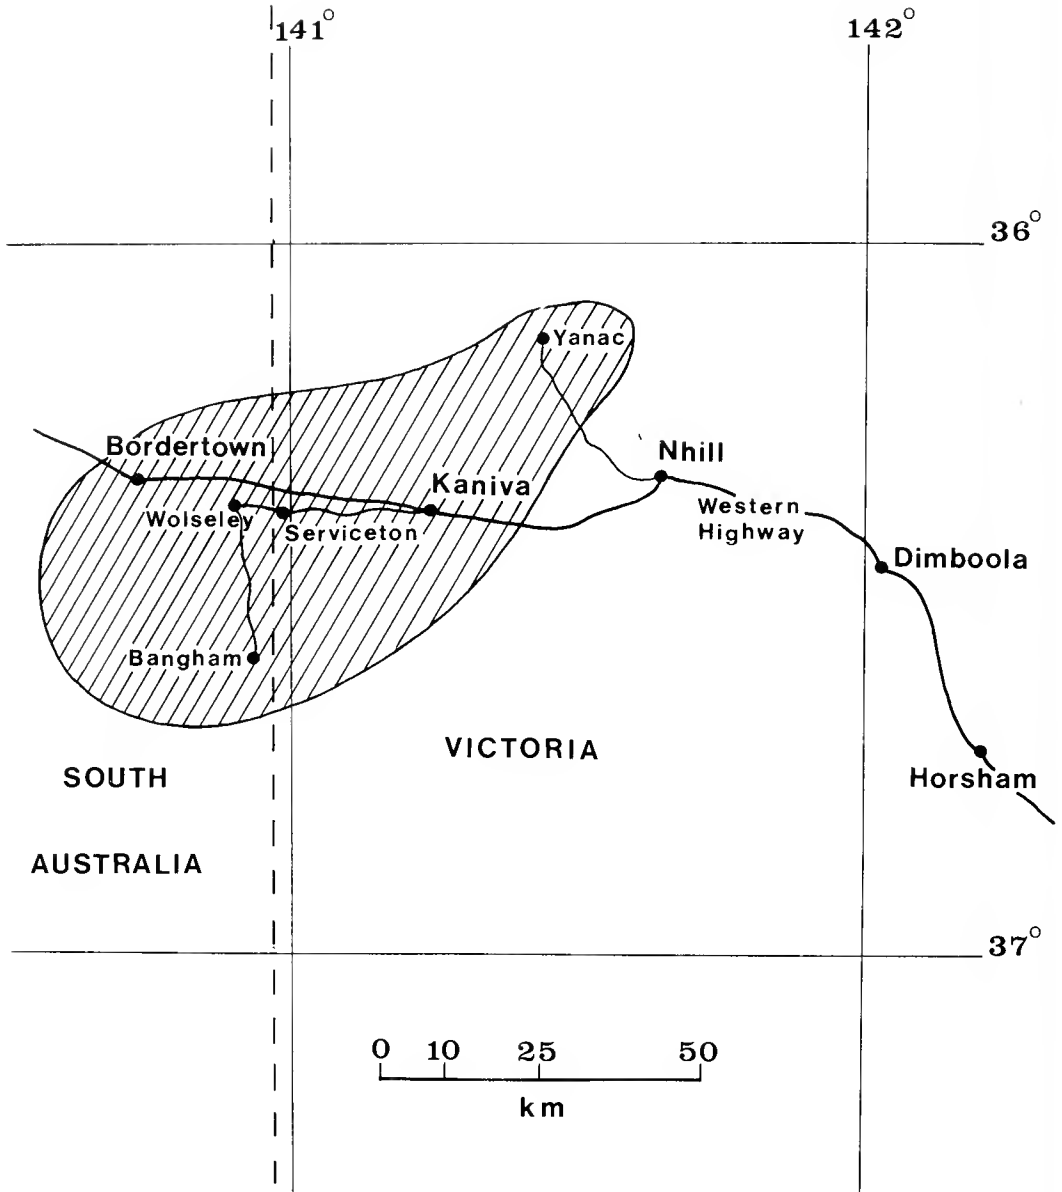 141°
142°
36°
Yanac
Bordertown
Nhill
Kaniva
Western
Highway
Wolseley
Serviceton
Dimboola
Bangham
VICTORIA
SOUTH
Horsham
AUSTRALIA
37°
0 10 25 50
km